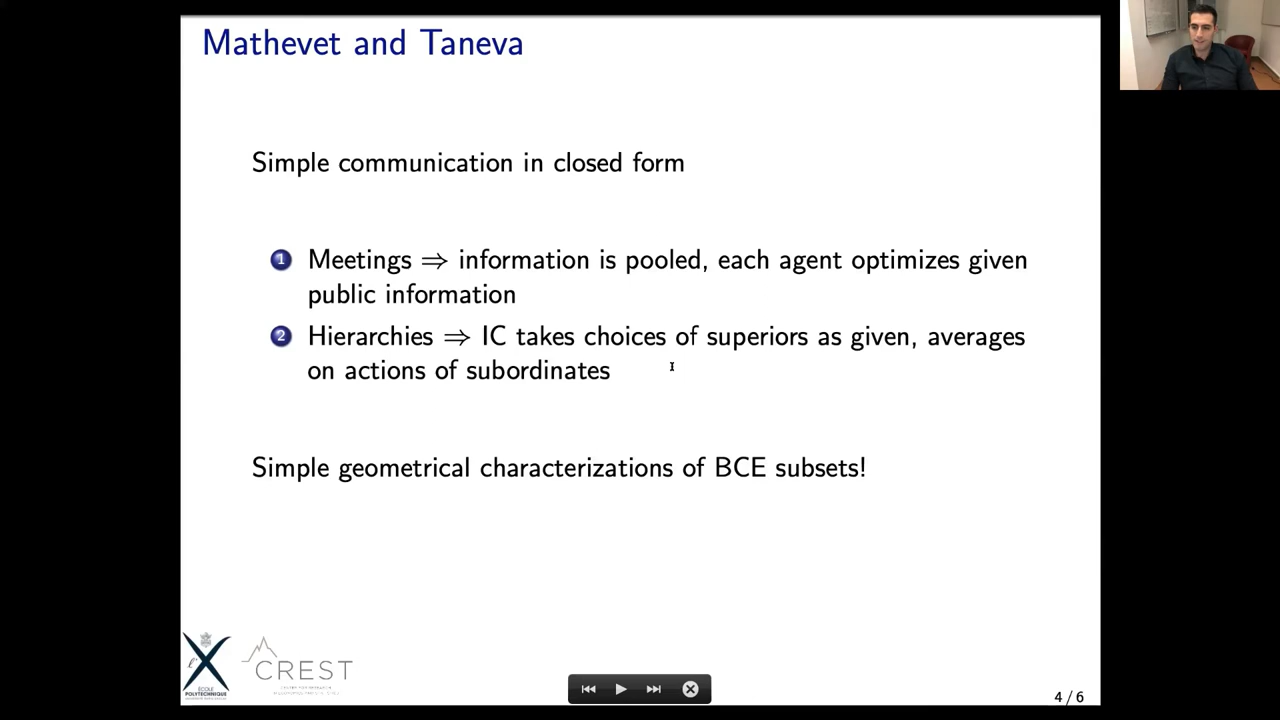 Mathevet and Taneva
Simple communication in closed form
1 Meetings ⇒ information is pooled, each agent optimizes given
public information
2 Hierarchies ⇒ IC takes choices of superiors as given, averages
on actions of subordinates
Simple geometrical characterizations of BCE subsets!
ÉCOLE
POLYTECHNIQUE
CREST
4 / 6